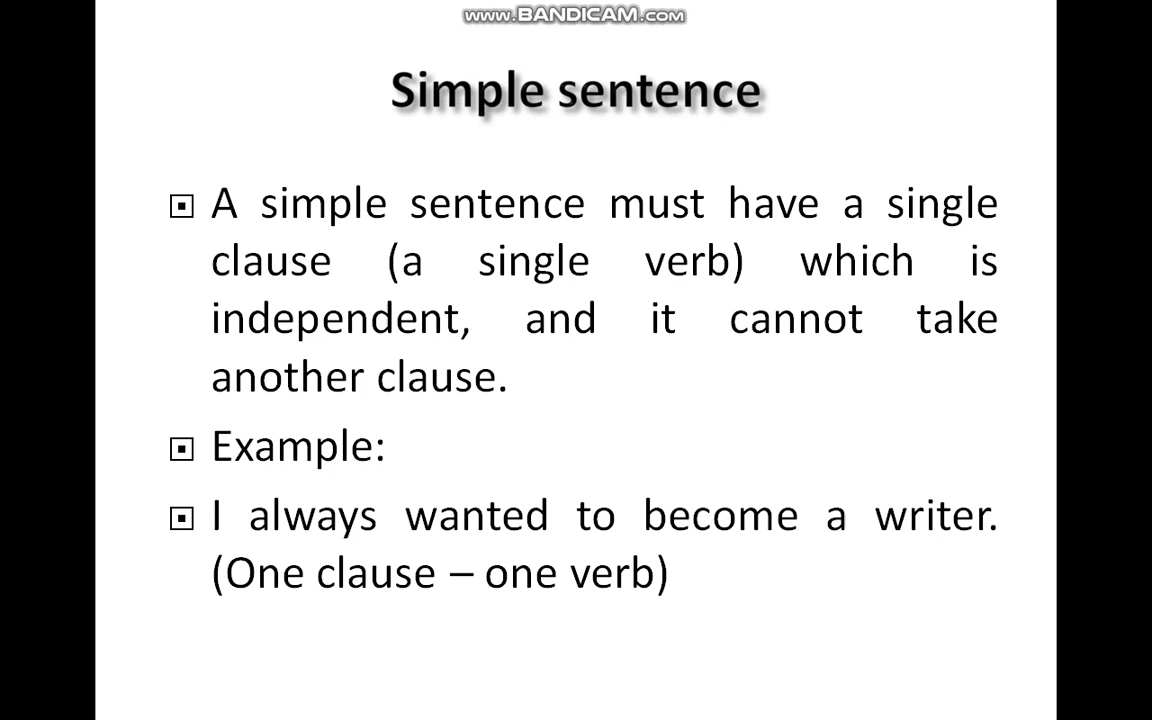 www.BANDICAM.com
Simple sentence
A simple sentence must have a single
clause (a single verb) which is
independent, and it cannot take
another clause.
Example:
I always wanted to become a writer.
(One clause – one verb)